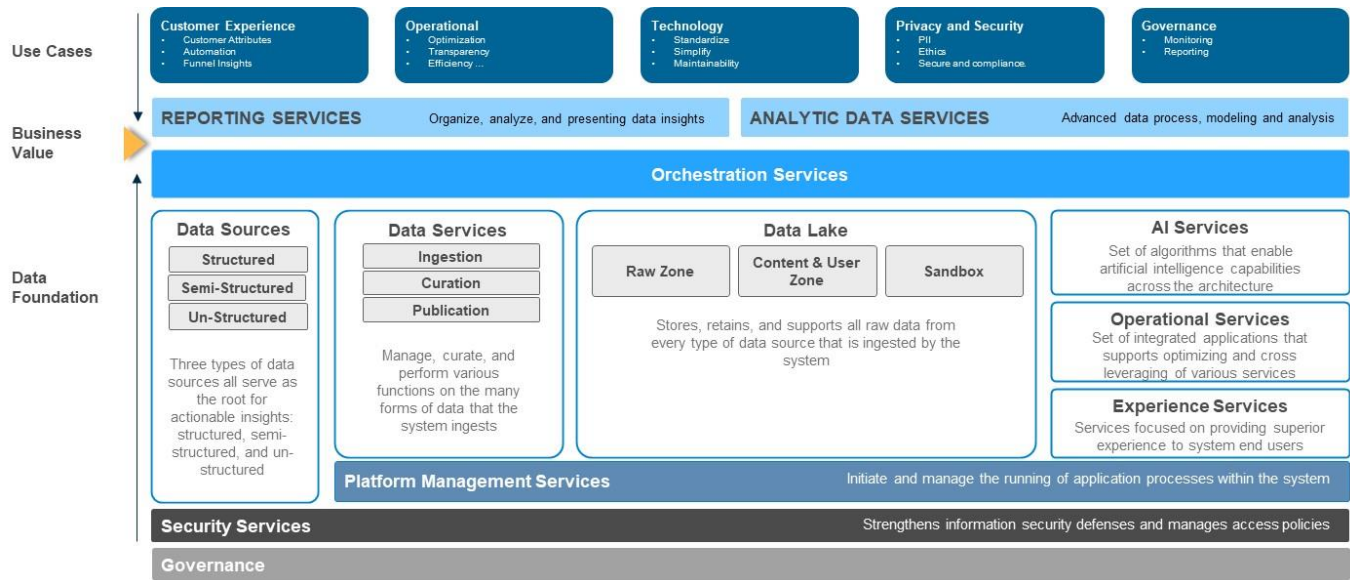 Use Cases
Customer Experience
• Customer Attributes
• Automation
• Funnel Insights
Operational
• Optimization
• Transparency
• Efficiency ...
Technology
• Standardize
• Simplify
• Maintainability
Privacy and Security
• PII
• Ethics
• Secure and compliance.
Governance
• Monitoring
• Reporting
Business
Value
REPORTING SERVICES
Organize, analyze, and presenting data insights
ANALYTIC DATA SERVICES
Advanced data process, modeling and analysis
Orchestration Services
Data
Foundation
Data Sources
Structured
Semi-Structured
Un-Structured
Three types of data
sources all serve as
the root for
actionable insights:
structured, semi-
structured, and un-
structured
Data Services
Ingestion
Curation
Publication
Manage, curate, and
perform various
functions on the many
forms of data that the
system ingests
Data Lake
Raw Zone
Content & User
Zone
Sandbox
Stores, retains, and supports all raw data from
every type of data source that is ingested by the
system
AI Services
Set of algorithms that enable
artificial intelligence capabilities
across the architecture
Operational Services
Set of integrated applications that
supports optimizing and cross
leveraging of various services
Experience Services
Services focused on providing superior
experience to system end users
Platform Management Services
Initiate and manage the running of application processes within the system
Security Services
Strengthens information security defenses and manages access policies
Governance